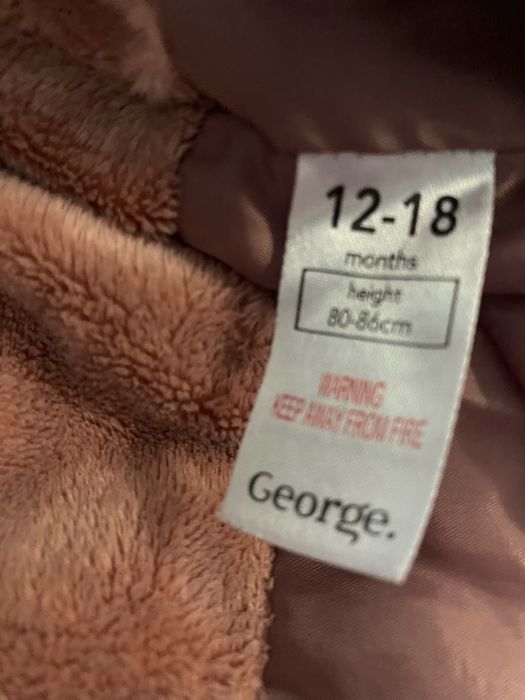 12-18
months
height
80-86cm
WARNING
KEEP AWAY FROM FIRE
George.